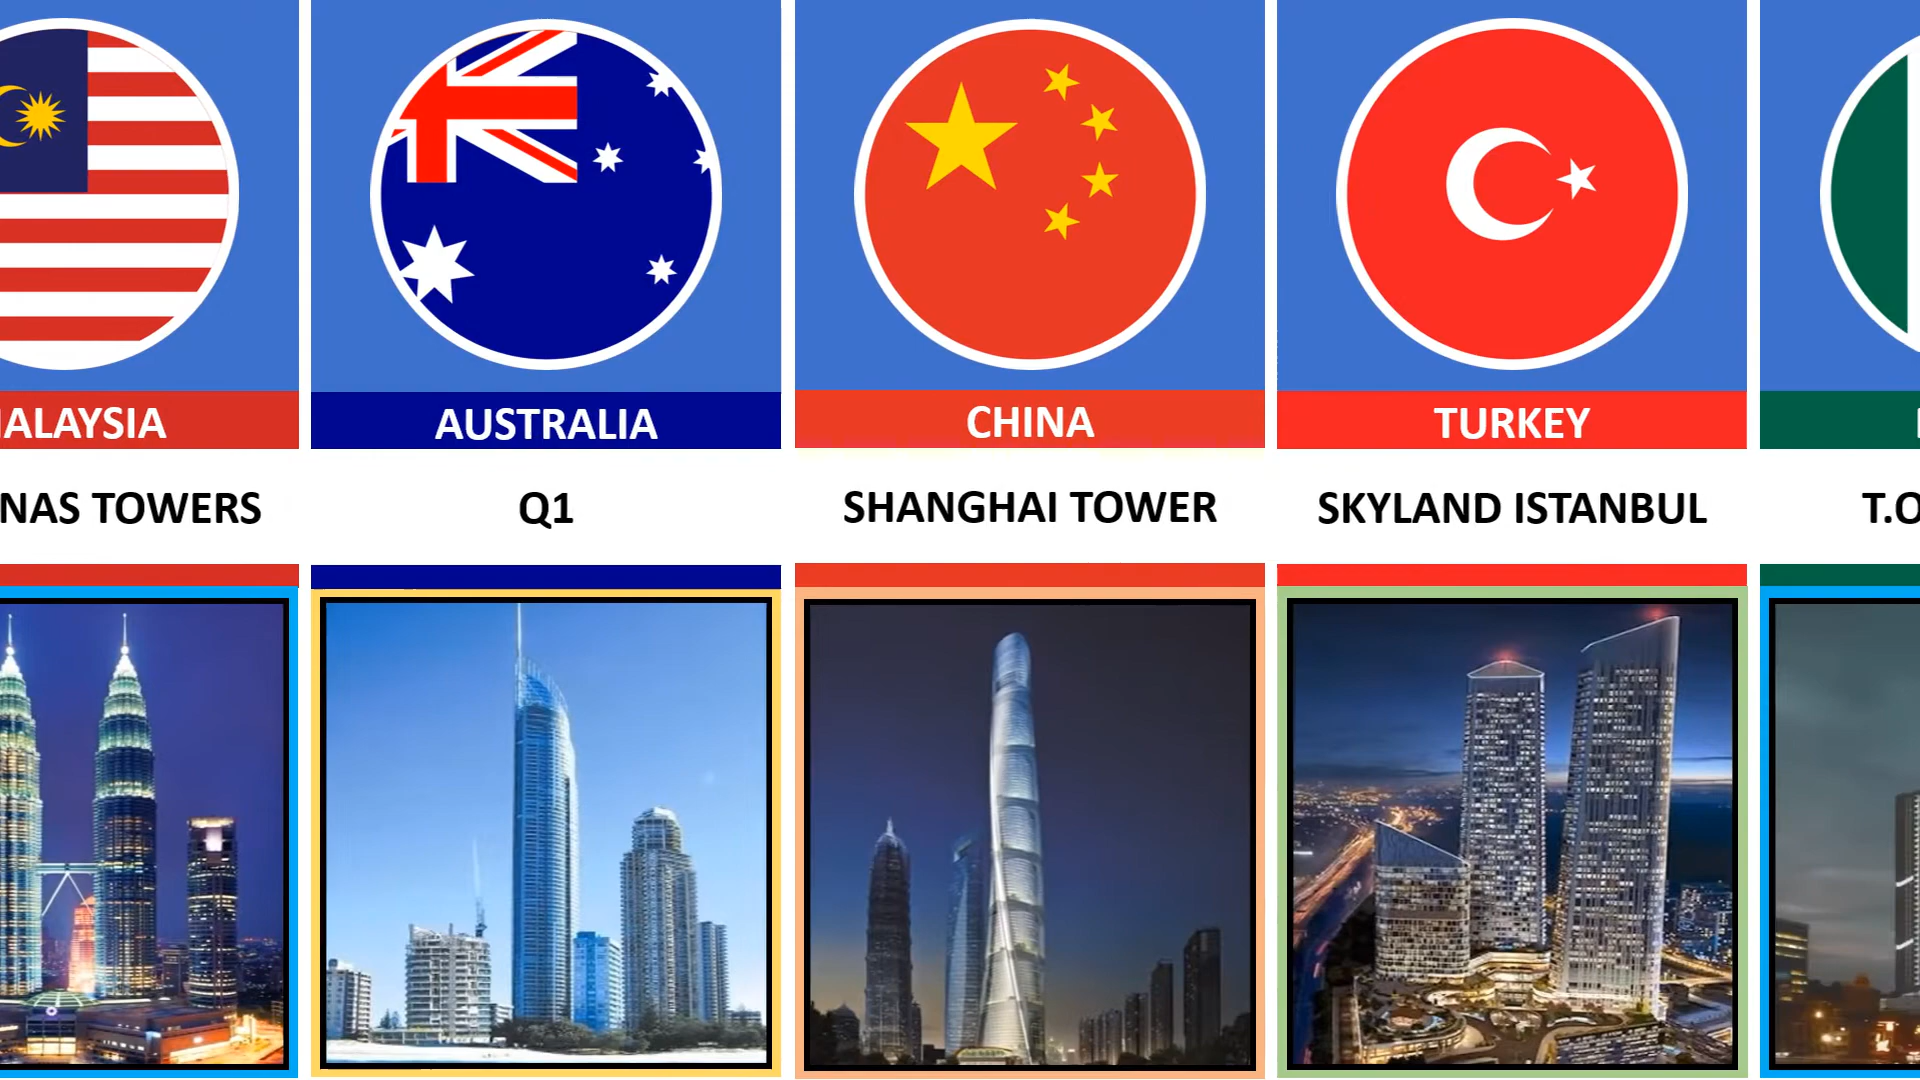 ALAYSIA
AUSTRALIA
CHINA
TURKEY
NAS TOWERS
Q1
SHANGHAI TOWER
SKYLAND ISTANBUL
T.O